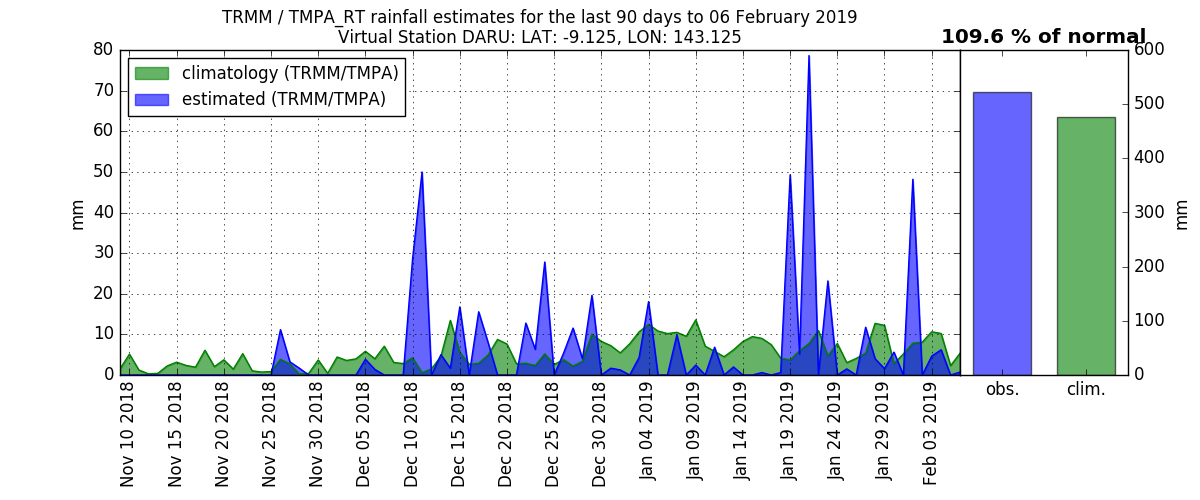 TRMM / TMPA_RT rainfall estimates for the last 90 days to 06 February 2019
Virtual Station DARU: LAT: -9.125, LON: 143.125
109.6 % of normal
climatology (TRMM/TMPA)
estimated (TRMM/TMPA)
mm
80
70
60
50
40
30
20
10
0
Nov 10 2018
Nov 15 2018
Nov 20 2018
Nov 25 2018
Nov 30 2018
Dec 05 2018
Dec 10 2018
Dec 15 2018
Dec 20 2018
Dec 25 2018
Dec 30 2018
Jan 04 2019
Jan 09 2019
Jan 14 2019
Jan 19 2019
Jan 24 2019
Jan 29 2019
Feb 03 2019
obs.
clim.
600
500
400
300
200
100
0
mm